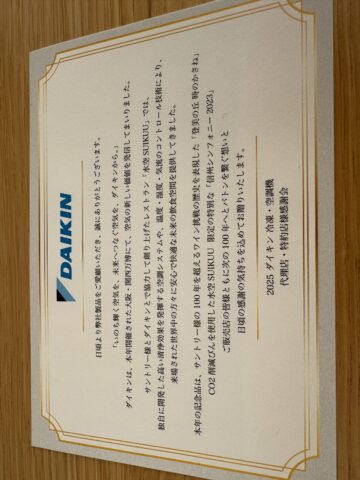 DAIKIN
日頃より弊社製品をご愛顧いただき、誠にありがとうございます。
「いのち輝く空気を、未来へつなぐ空気を、ダイキンから。」
ダイキンは、本年開催された大阪・関西万博にて、空気の新しい価値を発信してまいりました。
サントリー様とダイキンとで協力して創り上げたレストラン「水空 SUIKUU」では、
独自に開発した高い清浄効果を発揮する空調システムや、温度・湿度・気流のコントロール技術により、
来場された世界中の方々に安心で快適な未来の飲食空間を提供してきました。
本年の記念品は、サントリー様の 100 年を超えるワイン挑戦の歴史を表現した「登美の丘 時のかさね」
CO2 削減びんを使用した水空 SUIKUU 限定の特別な「信州シンフォニー2023」
ご販売店の皆様ともに次の 100 年へとバトンを繋ぐ想いと
日頃の感謝の気持ちを込めてお贈りいたします。
2025 ダイキン 冷凍・空調機
代理店・特約店様感謝会